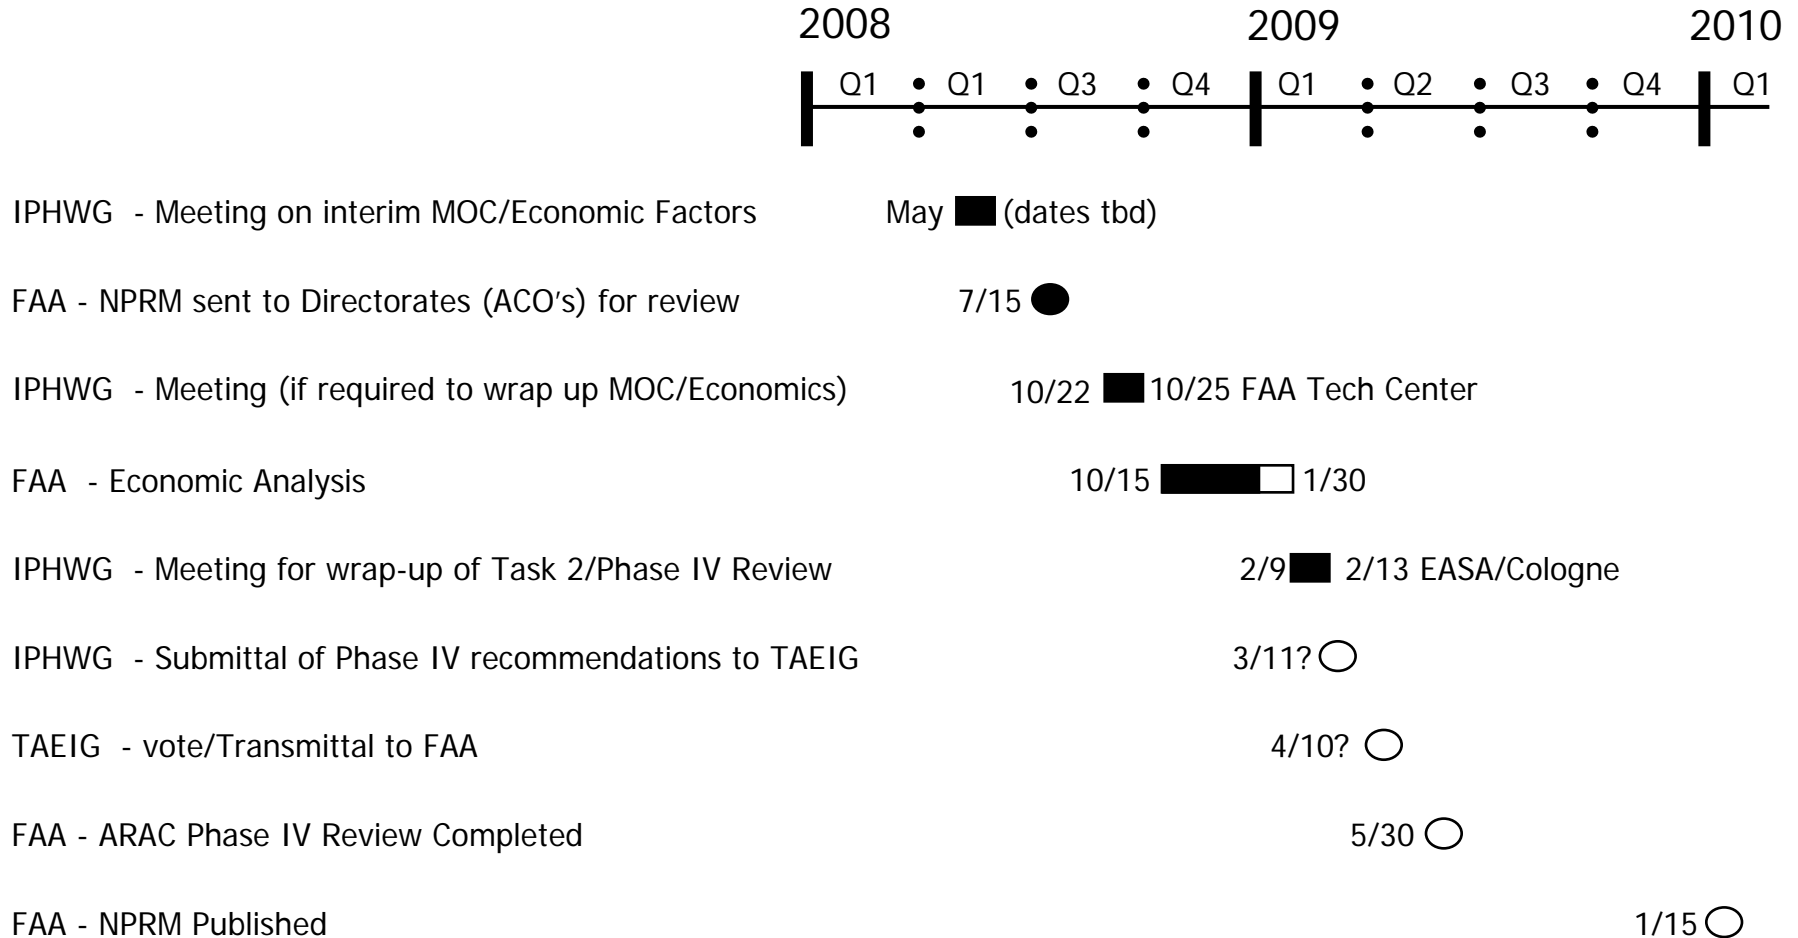 2008 2009 2010
Q1 Q1 Q3 Q4 Q1 Q2 Q3 Q4 Q1
IPHWG - Meeting on interim MOC/Economic Factors May (dates tbd)
FAA - NPRM sent to Directorates (ACO's) for review 7/15
IPHWG - Meeting (if required to wrap up MOC/Economics) 10/22 10/25 FAA Tech Center
FAA - Economic Analysis 10/15 1/30
IPHWG - Meeting for wrap-up of Task 2/Phase IV Review 2/9 2/13 EASA/Cologne
IPHWG - Submittal of Phase IV recommendations to TAEIG 3/11?
TAEIG - vote/Transmittal to FAA 4/10?
FAA - ARAC Phase IV Review Completed 5/30
FAA - NPRM Published 1/15